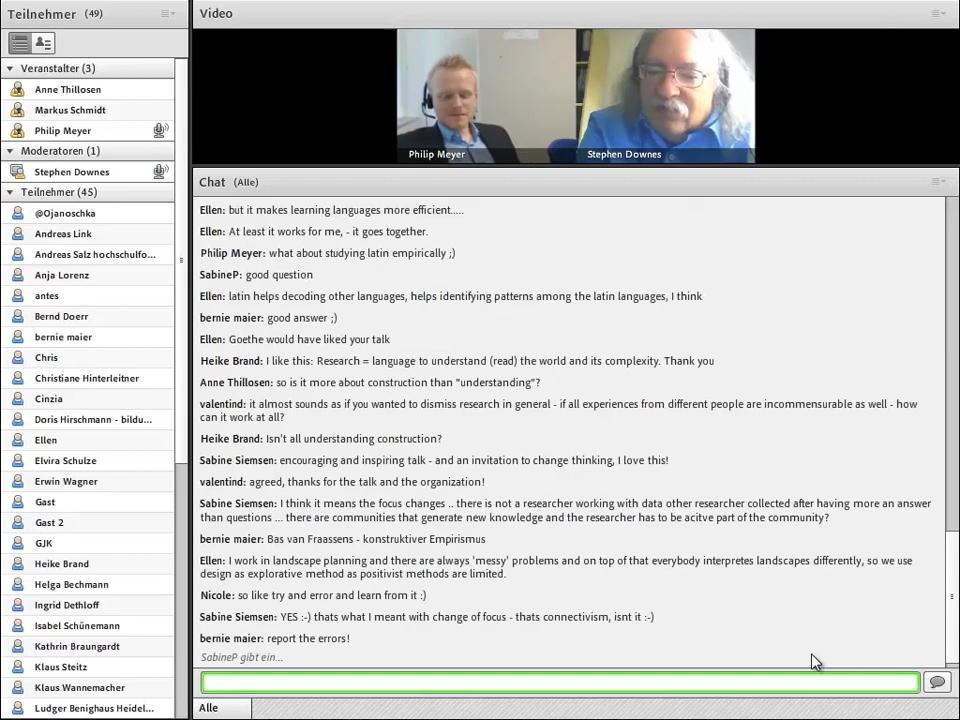 Teilnehmer (49)
Veranstalter (3)
Anne Thillosen
Markus Schmidt
Philip Meyer
Moderatoren (1)
Stephen Downes
Teilnehmer (45)
@Ojanoschka
Andreas Link
Andreas Salz hochschulfo...
Anja Lorenz
antes
Bernd Doerr
bernie maier
Chris
Christiane Hinterleitner
Cinzia
Doris Hirschmann - bildu...
Ellen
Elvira Schulze
Erwin Wagner
Gast
Gast 2
GJK
Heike Brand
Helga Bechmann
Ingrid Dethloff
Isabel Schünemann
Kathrin Braungardt
Klaus Steitz
Klaus Wannemacher
Ludger Benighaus Heidel...
Video
Philip Meyer
Stephen Downes
Chat (Alle)
Ellen: but it makes learning languages more efficient.....
Ellen: At least it works for me, - it goes together.
Philip Meyer: what about studying latin empirically ;)
SabineP: good question
Ellen: latin helps decoding other languages, helps identifying patterns among the latin languages, I think
bernie maier: good answer ;)
Ellen: Goethe would have liked your talk
Heike Brand: I like this: Research = language to understand (read) the world and its complexity. Thank you
Anne Thillosen: so is it more about construction than "understanding"?
valentind: it almost sounds as if you wanted to dismiss research in general - if all experiences from different people are incommensurable as well - how
can it work at all?
Heike Brand: Isn't all understanding construction?
Sabine Siemsen: encouraging and inspiring talk - and an invitation to change thinking, I love this!
valentind: agreed, thanks for the talk and the organization!
Sabine Siemsen: I think it means the focus changes .. there is not a researcher working with data other researcher collected after having more an answer
than questions ... there are communities that generate new knowledge and the researcher has to be acitve part of the community?
bernie maier: Bas van Fraassens - konstruktiver Empirismus
Ellen: I work in landscape planning and there are always 'messy' problems and on top of that everybody interpretes landscapes differently, so we use
design as explorative method as positivist methods are limited.
Nicole: so like try and error and learn from it :)
Sabine Siemsen: YES :-) thats what I meant with change of focus - thats connectivism, isnt it :-)
bernie maier: report the errors!
SabineP gibt ein...
Alle